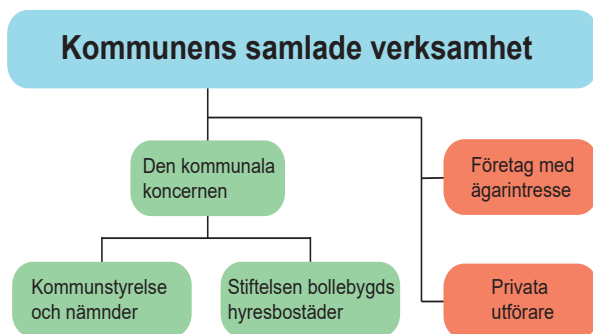 Kommunens samlade verksamhet
Den kommunala
koncernen
Företag med
ägarintresse
Kommunstyrelse
och nämnder
Stiftelsen bollebygds
hyresbostäder
Privata
utförare